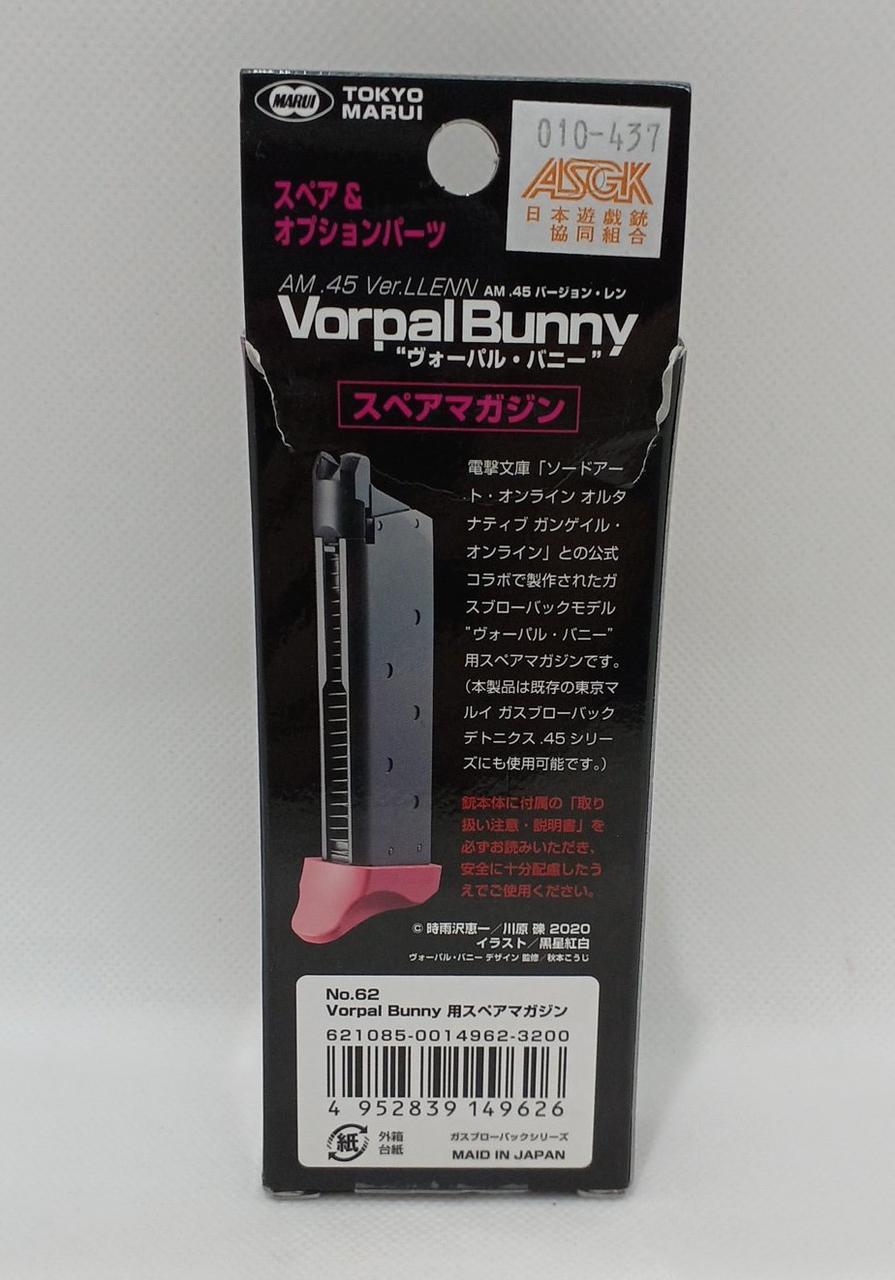 MARUI
TOKYO
MARUI
010-437
ASGK
日本遊戯銃
協同組合
スペア &
オプションパーツ
AM .45 Ver.LLENN AM .45 バージョン・レン
Vorpal Bunny
“ヴォーパル・バニー”
スペアマガジン
電撃文庫「ソードアー
ト・オンライン オルタ
ナティブ ガンゲイル・
オンライン」との公式
コラボで製作されたガ
スブローバックモデル
”ヴォーパル・バニー”
用スペアマガジンです。
(本製品は既存の東京マ
ルイ ガスブローバック
デトニクス .45 シリー
ズにも使用可能です。)
銃本体に付属の「取り
扱い注意・説明書」を
必ずお読みいただき、
安全に十分配慮したう
えでご使用ください。
© 時雨沢恵一/川原 礫 2020
イラスト/黒星紅白
ヴォーパル・バニー デザイン 監修/秋本こうじ
No.62
Vorpal Bunny 用スペアマガジン
621085-0014962-3200
4 952839 149626
紙
外箱
台紙
ガスブローバックシリーズ
MAID IN JAPAN